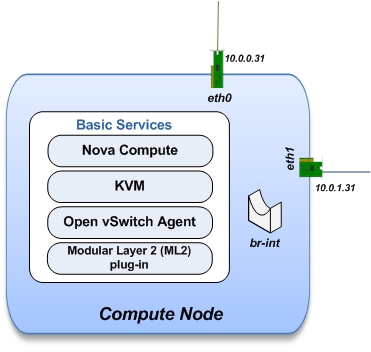 10.0.0.31
eth0
Basic Services
Nova Compute
KVM
Open vSwitch Agent
Modular Layer 2 (ML2)
plug-in
eth1
10.0.1.31
br-int
Compute Node